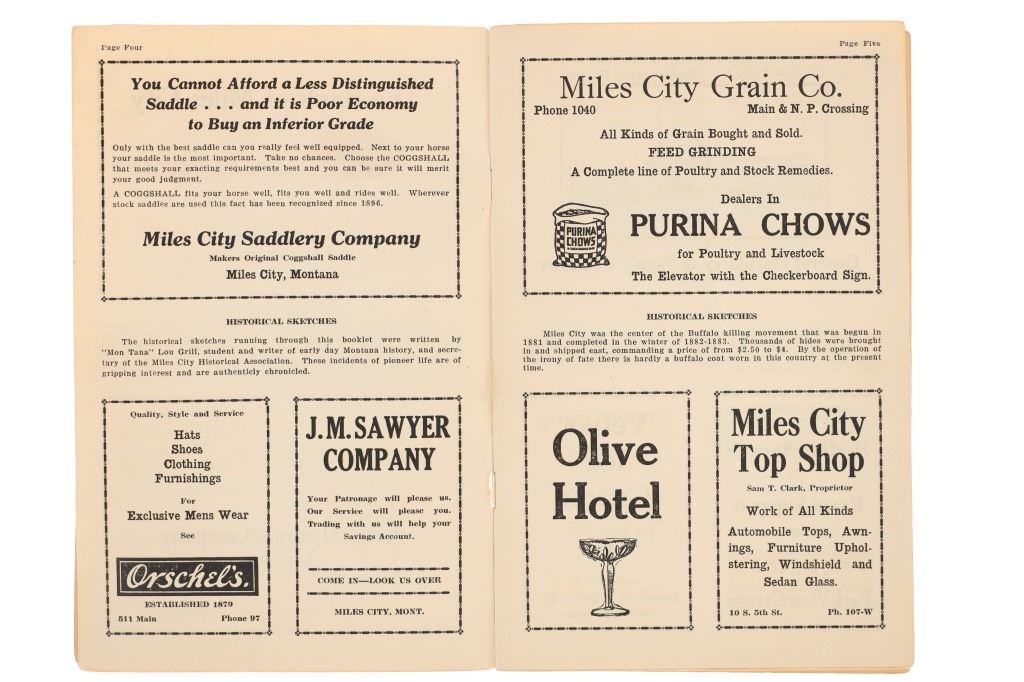 Page Four
You Cannot Afford a Less Distinguished
Saddle . . . and it is Poor Economy
to Buy an Inferior Grade
Only with the best saddle can you really feel well equipped. Next to your horse
your saddle is the most important. Take no chances. Choose the COGGSHALL
that meets your exacting requirements best and you can be sure it will merit
your good judgment.
A COGGSHALL fits your horse well, fits you well and rides well. Wherever
stock saddles are used this fact has been recognized since 1896.
Miles City Saddlery Company
Makers Original Coggshall Saddle
Miles City, Montana
HISTORICAL SKETCHES
The historical sketches running through this booklet were written by
"Mon Tana" Lou Grill, student and writer of early day Montana history, and secre-
tary of the Miles City Historical Association. These incidents of pioneer life are of
gripping interest and are authenticly chronicled.
Quality, Style and Service
Hats
Shoes
Clothing
Furnishings
For
Exclusive Mens Wear
See
Orschel's.
ESTABLISHED 1879
511 Main Phone 97
J.M. SAWYER
COMPANY
Your Patronage will please us.
Our Service will please you.
Trading with us will help your
Savings Account.
COME IN—LOOK US OVER
MILES CITY, MONT.
Page Five
Miles City Grain Co.
Phone 1040 Main & N. P. Crossing
All Kinds of Grain Bought and Sold.
FEED GRINDING
A Complete line of Poultry and Stock Remedies.
Dealers In
PURINA
CHOWS
PURINA CHOWS
for Poultry and Livestock
The Elevator with the Checkerboard Sign.
HISTORICAL SKETCHES
Miles City was the center of the Buffalo killing movement that was begun in
1881 and completed in the winter of 1882-1883. Thousands of hides were brought
in and shipped east, commanding a price of from $2.50 to $4. By the operation of
the irony of fate there is hardly a buffalo coat worn in this country at the present
time.
Olive
Hotel
Miles City
Top Shop
Sam T. Clark, Proprietor
Work of All Kinds
Automobile Tops, Awn-
ings, Furniture Uphol-
stering, Windshield and
Sedan Glass.
10 S. 5th St. Ph. 107-W